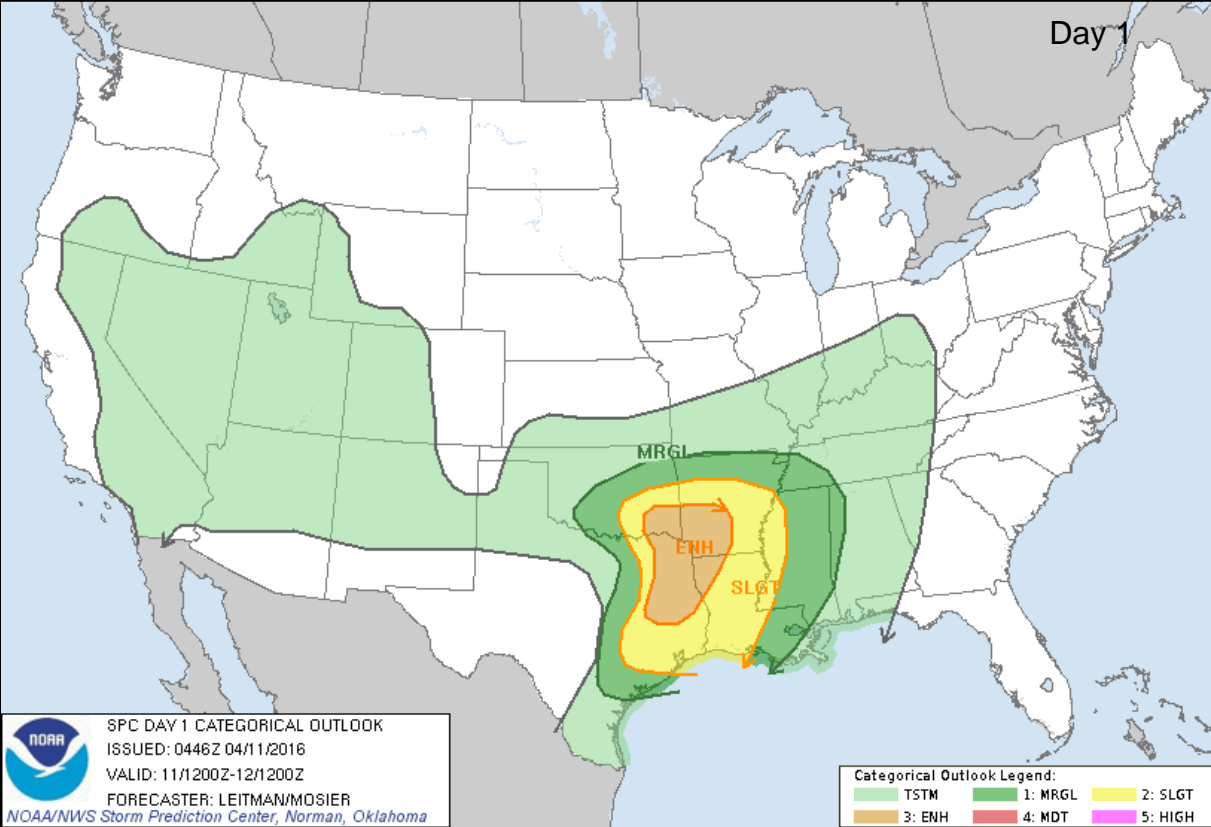 Day 1
MRGL
ENH
SLGT
NOAA
SPC DAY 1 CATEGORICAL OUTLOOK
ISSUED: 0446Z 04/11/2016
VALID: 11/1200Z-12/1200Z
FORECASTER: LEITMAN/MOSIER
NOAA/NWS Storm Prediction Center, Norman, Oklahoma
Categorical Outlook Legend:
TSTM 1: MRGL 2: SLGT
3: ENH 4: MDT 5: HIGH